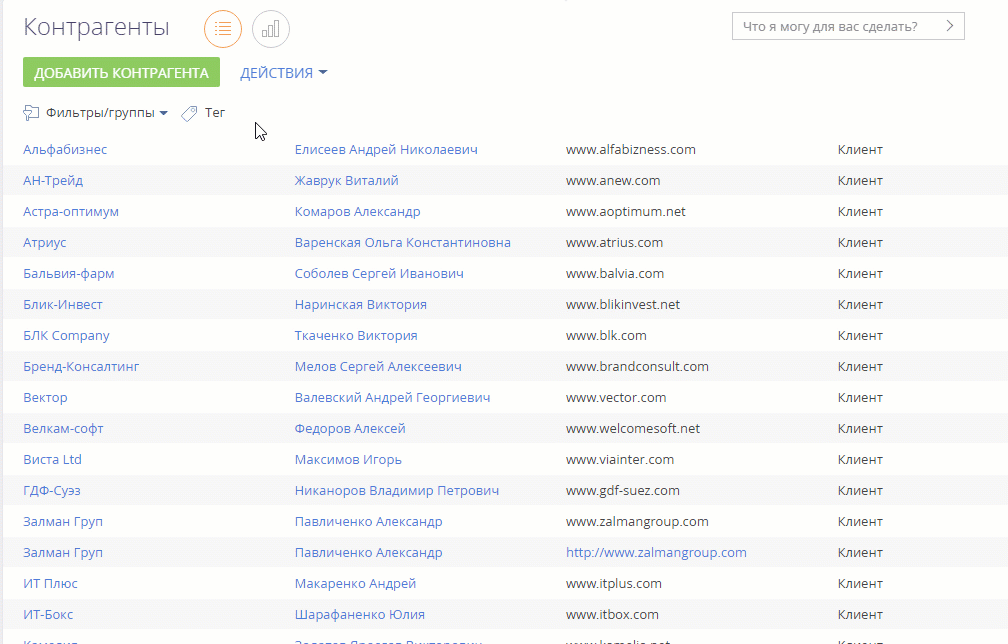 Контрагенты Что я могу для вас сделать?
ДОБАВИТЬ КОНТРАГЕНТА ДЕЙСТВИЯ
Фильтры/группы Тег
Альфабизнес Елисеев Андрей Николаевич www.alfabizness.com Клиент
АН-Трейд Жаврук Виталий www.anew.com Клиент
Астра-оптимум Комаров Александр www.aoptimum.net Клиент
Атриус Варенская Ольга Константиновна www.atrius.com Клиент
Бальвия-фарм Соболев Сергей Иванович www.balvia.com Клиент
Блик-Инвест Наринская Виктория www.blikinvest.net Клиент
БЛК Company Ткаченко Виктория www.blk.com Клиент
Бренд-Консалтинг Мелов Сергей Алексеевич www.brandconsult.com Клиент
Вектор Валевский Андрей Георгиевич www.vector.com Клиент
Велкам-софт Федоров Алексей www.welcomesoft.net Клиент
Виста Ltd Максимов Игорь www.viainter.com Клиент
ГДФ-Суэз Никаноров Владимир Петрович www.gdf-suez.com Клиент
Залман Груп Павличенко Александр www.zalmangroup.com Клиент
Залман Груп Павличенко Александр http://www.zalmangroup.com Клиент
ИТ Плюс Макаренко Андрей www.itplus.com Клиент
ИТ-Бокс Шарафаненко Юлия www.itbox.com Клиент